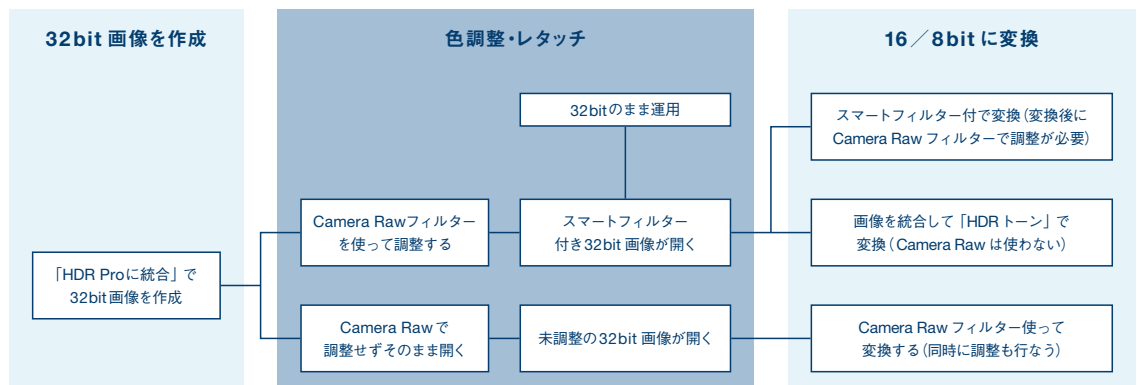 32bit 画像を作成
色調整・レタッチ
16／8bit に変換
「HDR Proに統合」で
32bit画像を作成
Camera Rawフィルター
を使って調整する
Camera Rawで
調整せずそのまま開く
32bitのまま運用
スマートフィルター
付き32bit 画像が開く
未調整の32bit 画像が開く
スマートフィルター付で変換（変換後に
Camera Raw フィルターで調整が必要）
画像を統合して「HDRトーン」で
変換（Camera Raw は使わない）
Camera Raw フィルター使って
変換する（同時に調整も行なう）